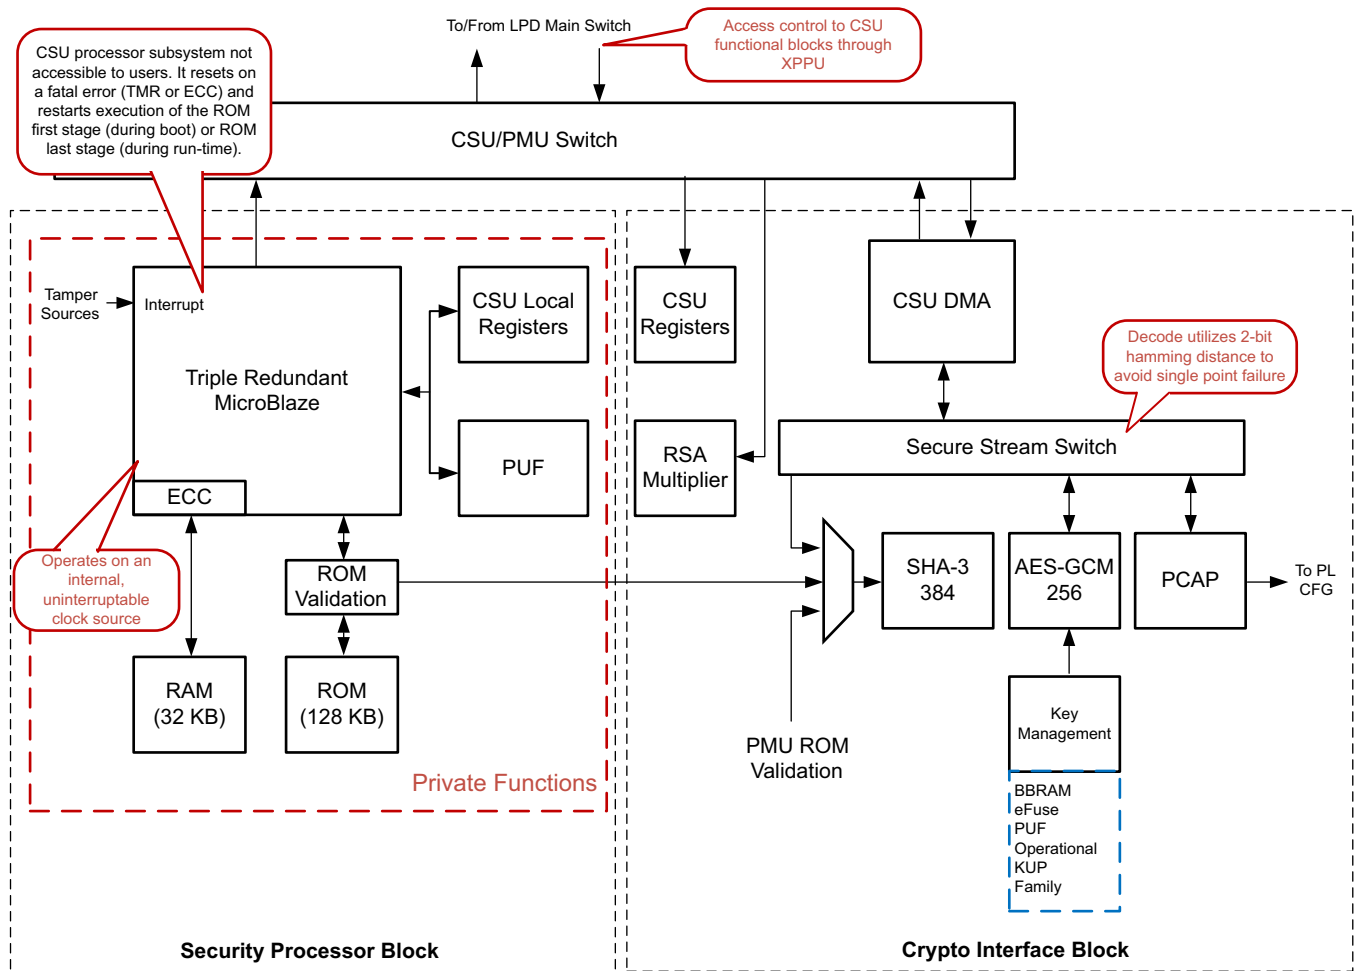 To/From LPD Main Switch
Access control to CSU
functional blocks through
XPPU
CSU processor subsystem not
accessible to users. It resets on
a fatal error (TMR or ECC) and
restarts execution of the ROM
first stage (during boot) or ROM
last stage (during run-time).
CSU/PMU Switch
Tamper
Sources
Interrupt
Triple Redundant
MicroBlaze
CSU Local
Registers
PUF
ECC
Operates on an
internal,
uninterruptable
clock source
ROM
Validation
RAM
(32 KB)
ROM
(128 KB)
Private Functions
Security Processor Block
CSU
Registers
CSU DMA
Decode utilizes 2-bit
hamming distance to
avoid single point failure
RSA
Multiplier
Secure Stream Switch
SHA-3
384
AES-GCM
256
PCAP
To PL
CFG
PMU ROM
Validation
Key
Management
BBRAM
eFuse
PUF
Operational
KUP
Family
Crypto Interface Block